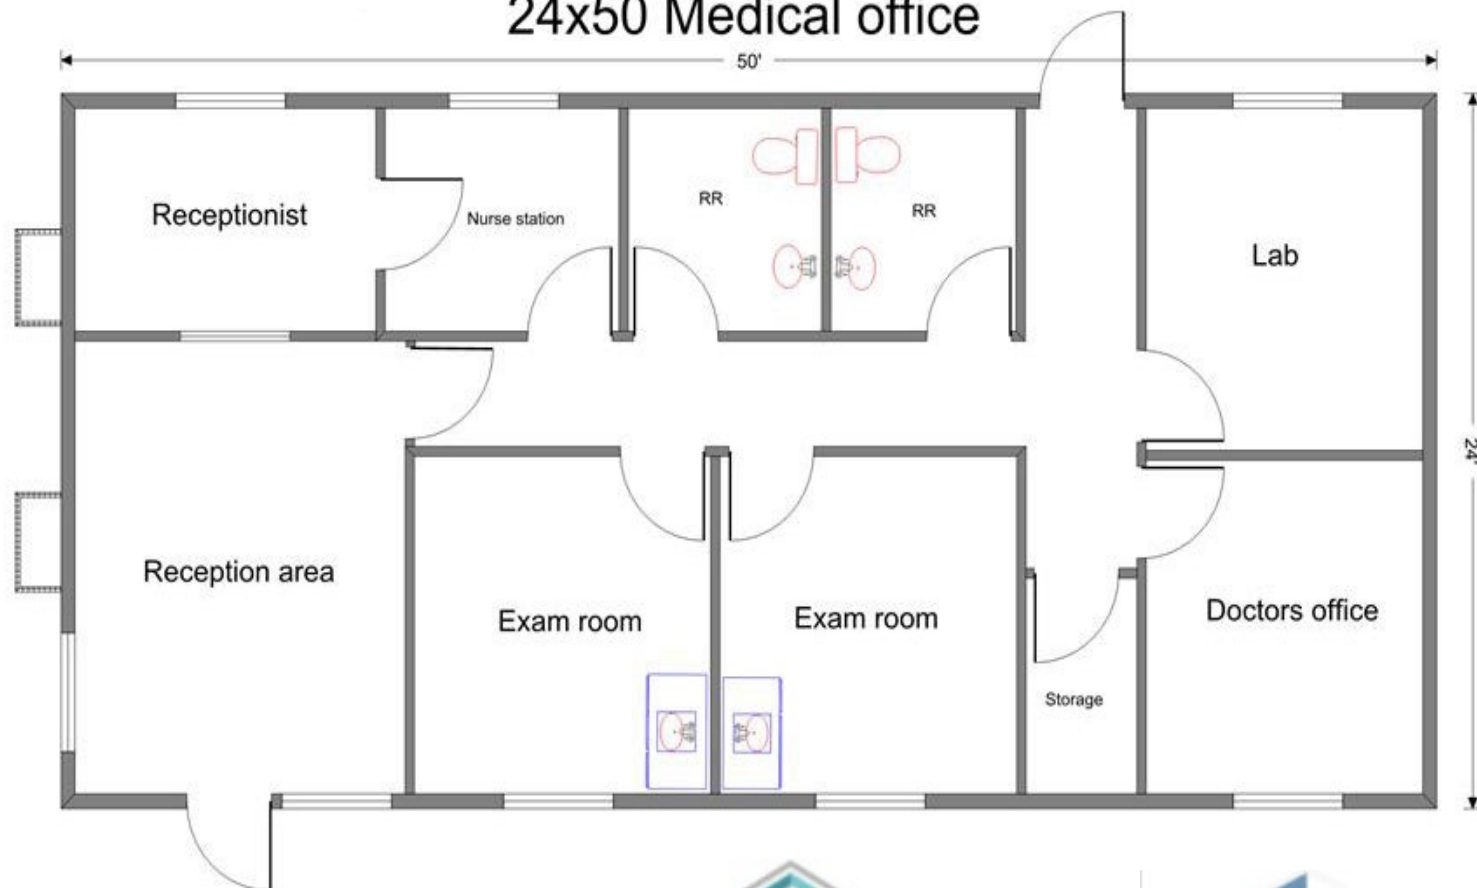 24x50 Medical office
50'
Receptionist
Nurse station
RR
RR
Lab
24'
Reception area
Exam room
Exam room
Doctors office
Storage